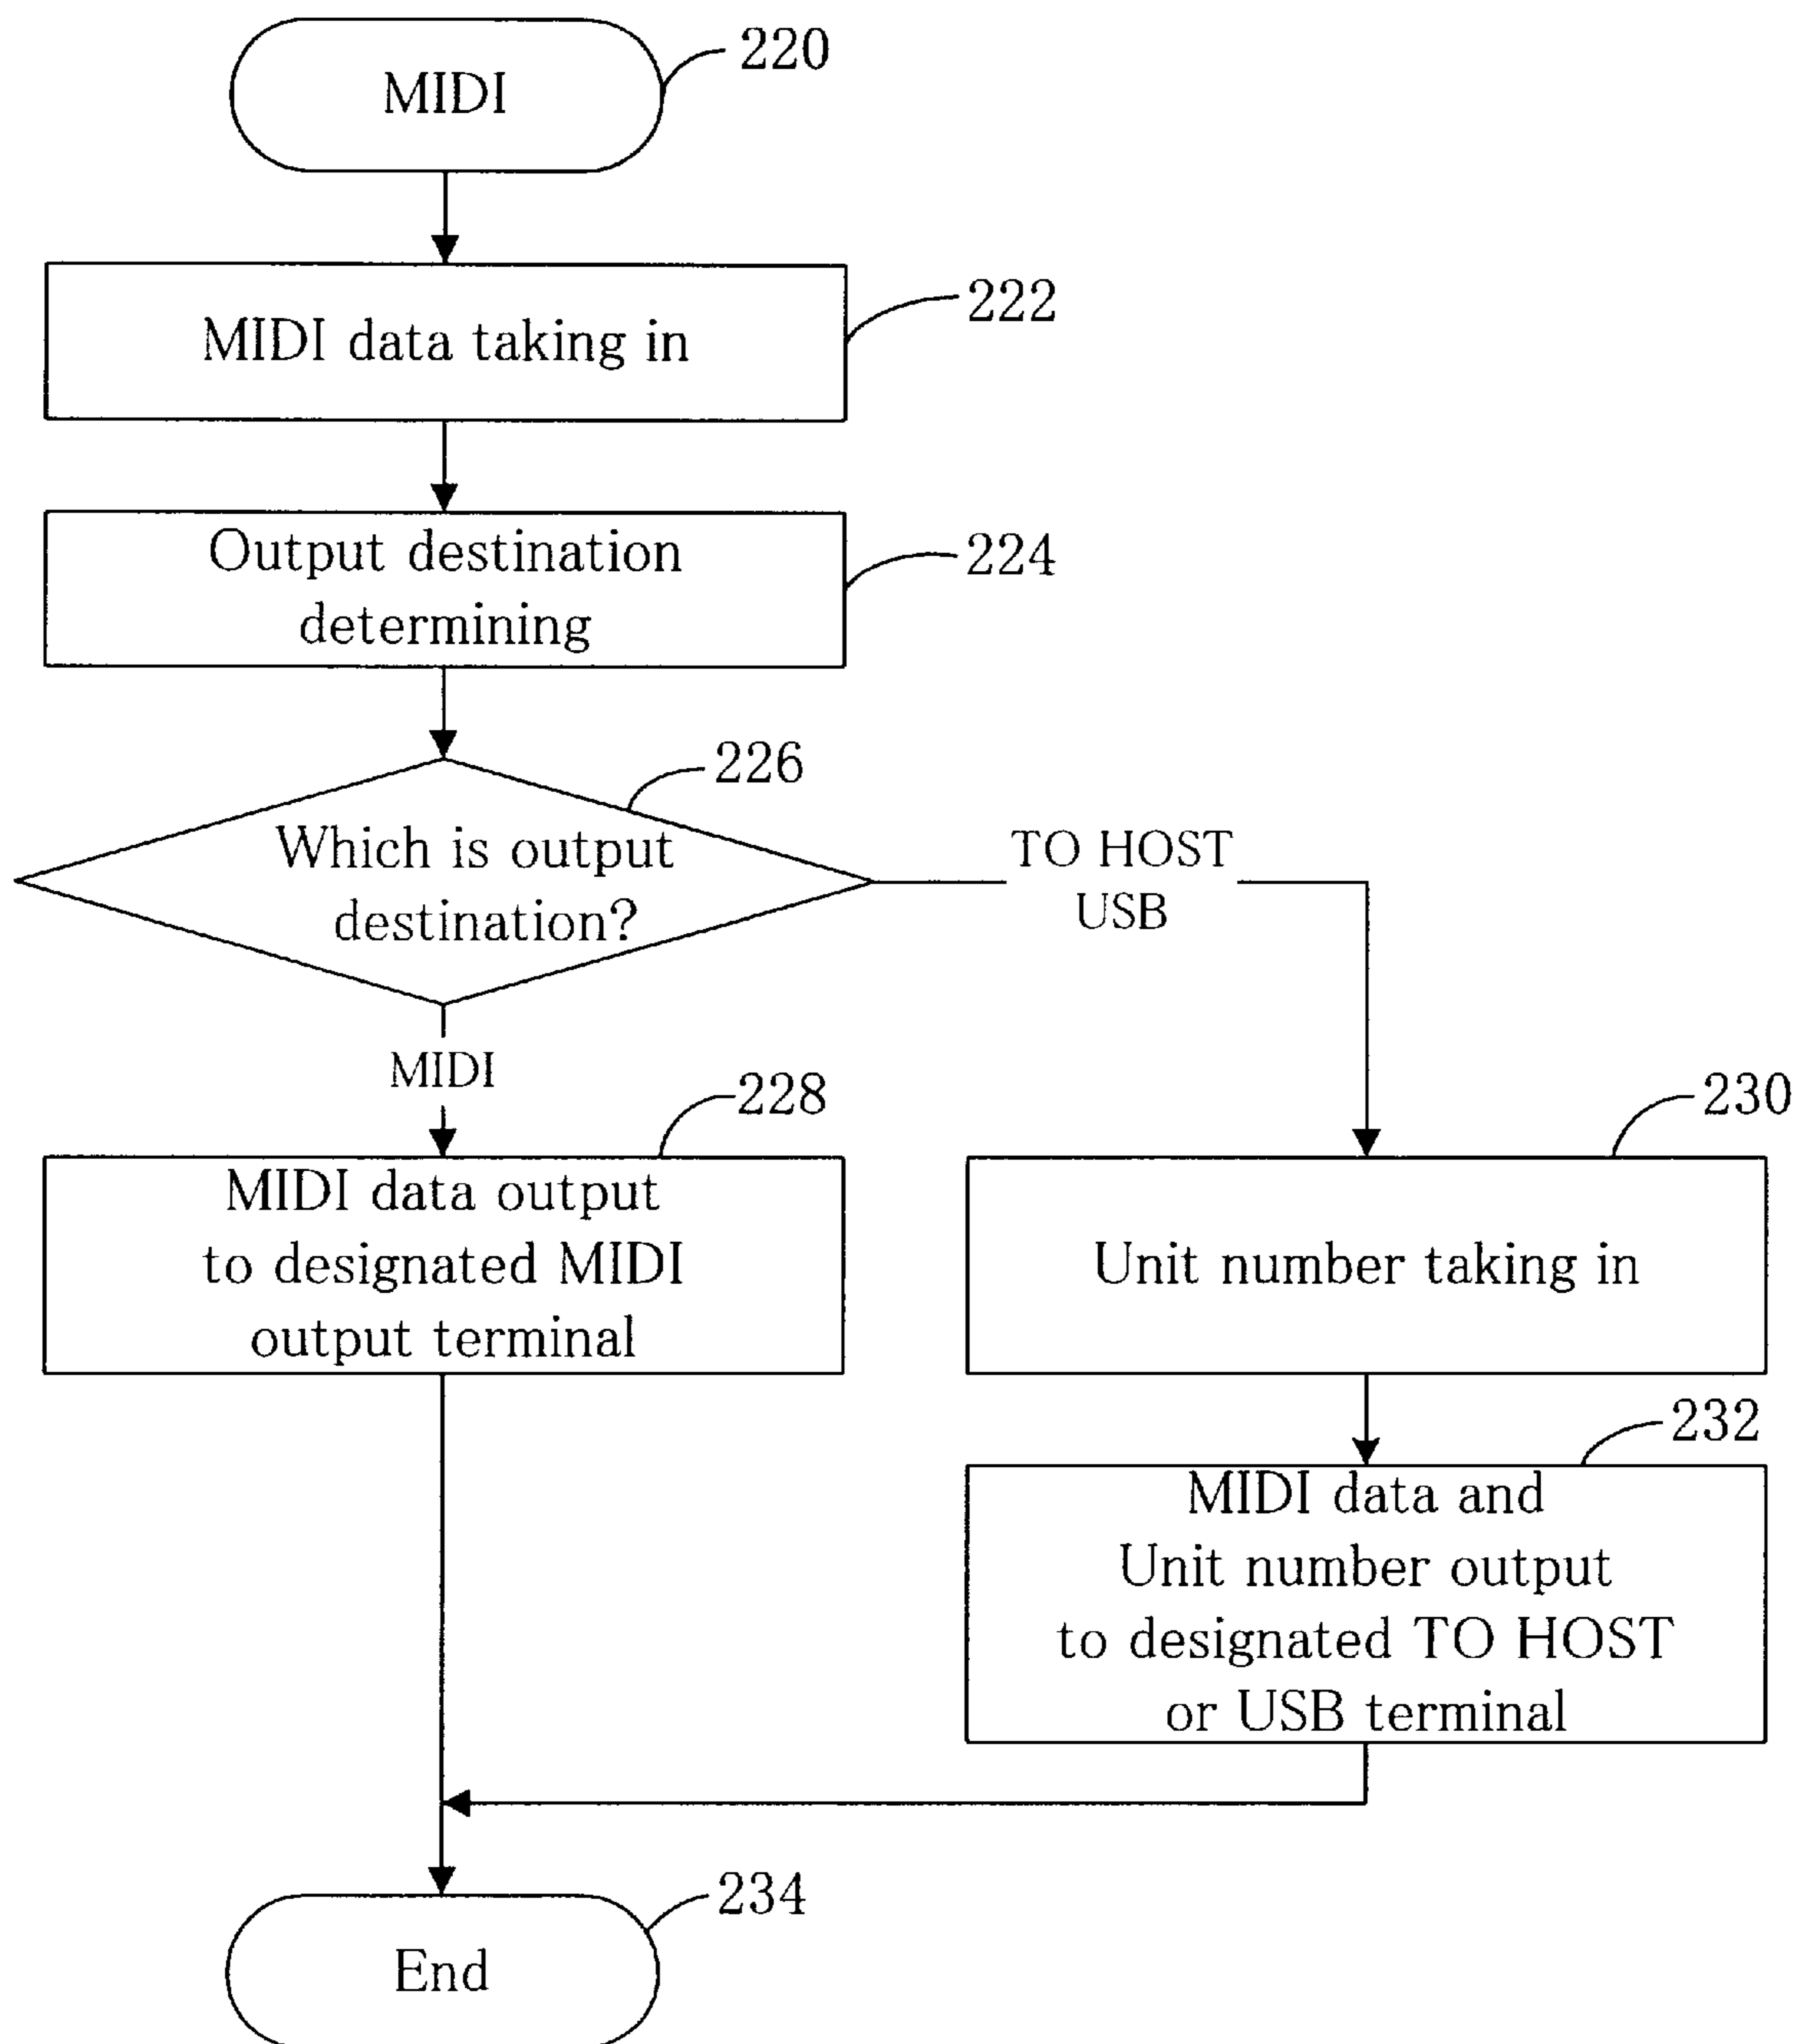 220
MIDI
222
MIDI data taking in
224
Output destination
determining
226
Which is output
destination?
TO HOST
USB
MIDI
228
MIDI data output
to designated MIDI
output terminal
230
Unit number taking in
232
MIDI data and
Unit number output
to designated TO HOST
or USB terminal
234
End